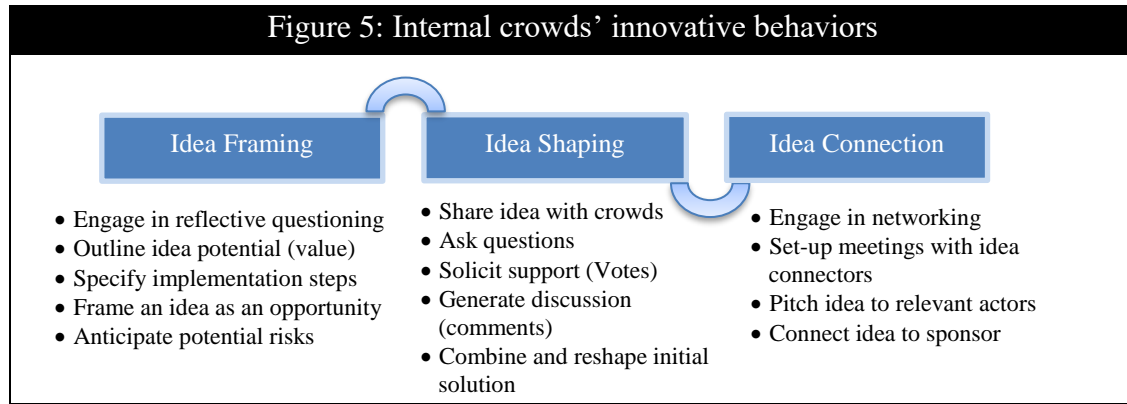 Figure 5: Internal crowds’ innovative behaviors
Idea Framing
• Engage in reflective questioning
• Outline idea potential (value)
• Specify implementation steps
• Frame an idea as an opportunity
• Anticipate potential risks
Idea Shaping
• Share idea with crowds
• Ask questions
• Solicit support (Votes)
• Generate discussion
(comments)
• Combine and reshape initial
solution
Idea Connection
• Engage in networking
• Set-up meetings with idea
connectors
• Pitch idea to relevant actors
• Connect idea to sponsor